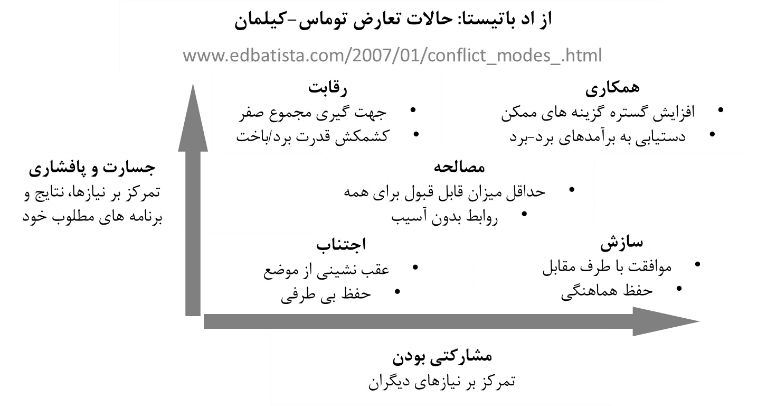 از اد باتیستا: حالات تعارض توماس-کیلمان
www.edbatista.com/2007/01/conflict_modes_.html
همکاری
• افزایش گستره گزینه های ممکن
• دستیابی به برآمدهای برد-برد
رقابت
• جهت گیری مجموع صفر
• کشمکش قدرت برد/باخت
جسارت و پافشاری
تمرکز بر نیازها، نتایج و
برنامه های مطلوب خود
مصالحه
• حداقل میزان قابل قبول برای همه
• روابط بدون آسیب
سازش
• موافقت با طرف مقابل
• حفظ هماهنگی
اجتناب
• عقب نشینی از موضع
• حفظ بی طرفی
مشارکتی بودن
تمرکز بر نیازهای دیگران